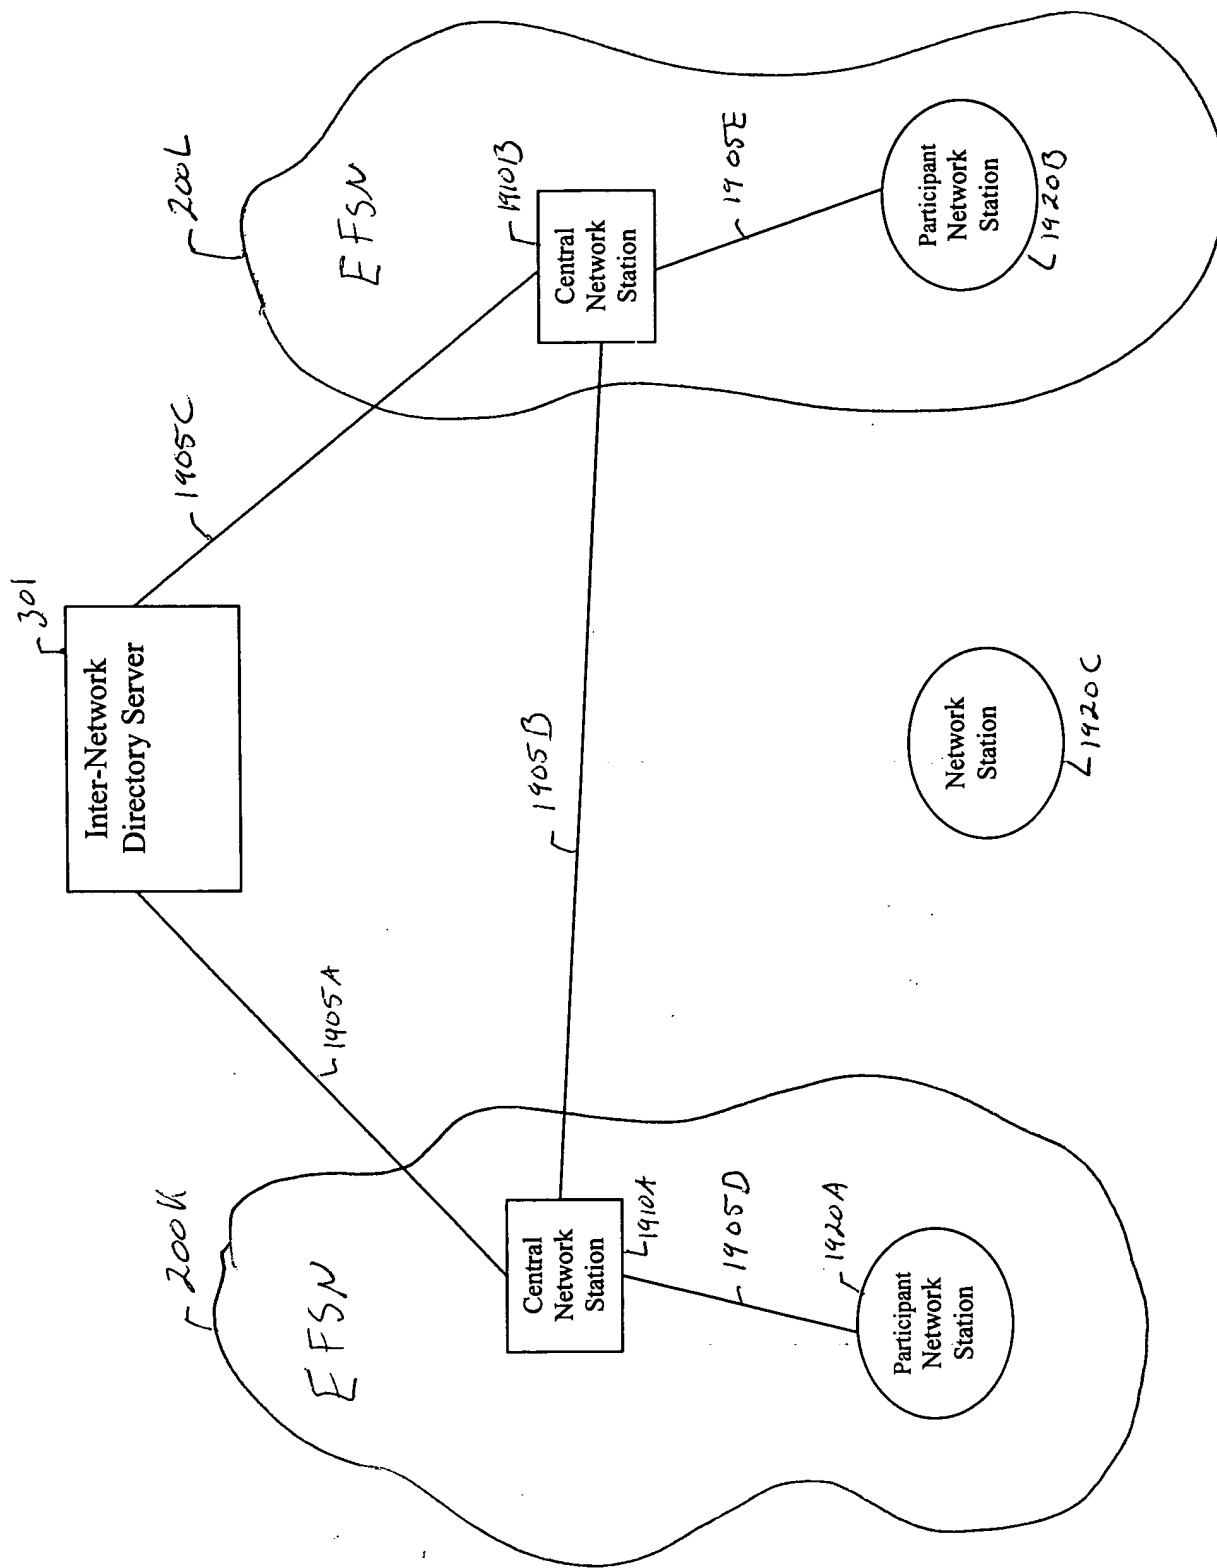 301
Inter-Network
Directory Server
200K
1905A
1905C
200L
EFSN
EFSN
1905B
Central
Network
Station
1910A
1910B
Central
Network
Station
1905D
1905E
1920A
Participant
Network
Station
Network
Station
1920C
Participant
Network
Station
1920B